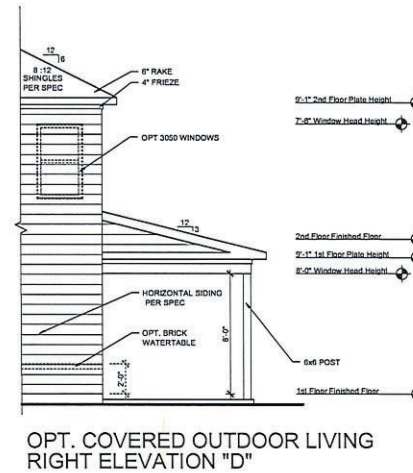 12
6
8 :12
SHINGLES
PER SPEC
6" RAKE
4" FRIEZE
OPT 3050 WINDOWS
9'-1" 2nd Floor Plate Height
7'-8" Window Head Height
12
3
2nd Floor Finished Floor
9'-1" 1st Floor Plate Height
8'-0" Window Head Height
HORIZONTAL SIDING
PER SPEC
OPT. BRICK
WATERTABLE
2'-0"
8'-0"
6x6 POST
1st Floor Finished Floor
OPT. COVERED OUTDOOR LIVING
RIGHT ELEVATION "D"